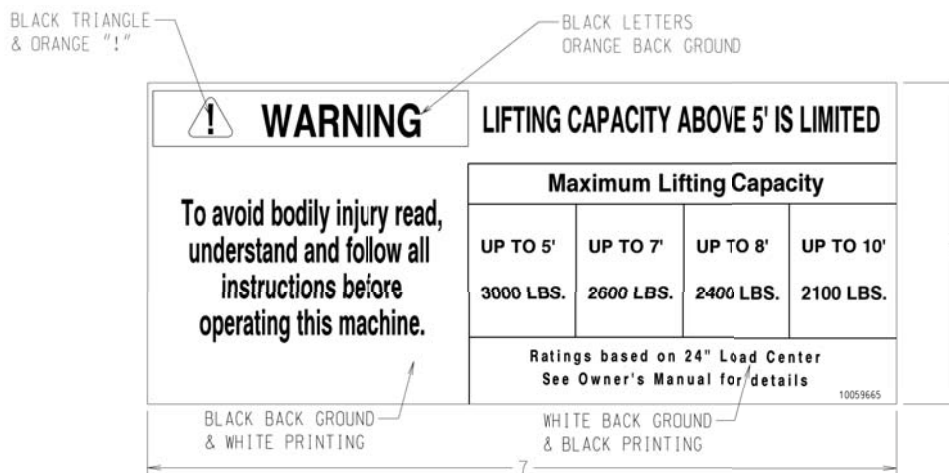 BLACK TRIANGLE
& ORANGE "!"
BLACK LETTERS
ORANGE BACK GROUND
! WARNING
LIFTING CAPACITY ABOVE 5' IS LIMITED
To avoid bodily injury read,
understand and follow all
instructions before
operating this machine.
Maximum Lifting Capacity
UP TO 5' UP TO 7' UP TO 8' UP TO 10'
3000 LBS. 2600 LBS. 2400 LBS. 2100 LBS.
Ratings based on 24" Load Center
See Owner's Manual for details
10059665
BLACK BACK GROUND
& WHITE PRINTING
WHITE BACK GROUND
& BLACK PRINTING
7